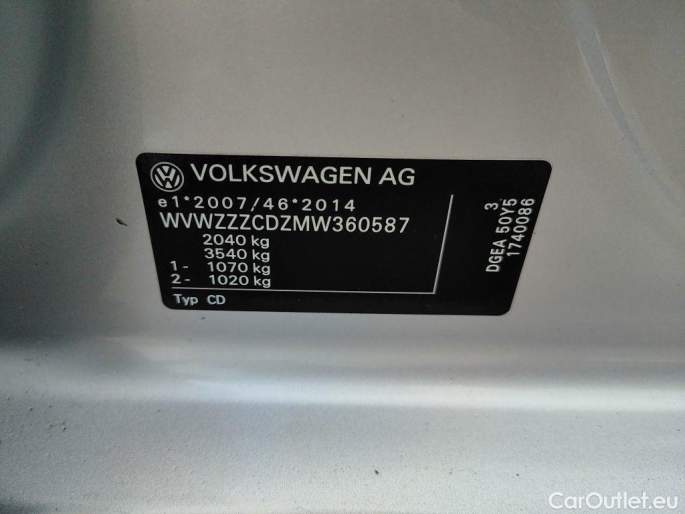 VOLKSWAGEN AG
e1*2007/46*2014
WVWZZZCDZMW360587
2040 kg
3540 kg
1- 1070 kg
2- 1020 kg
Typ CD
3
DGEA 50Y5
1740086
CarOutlet.eu